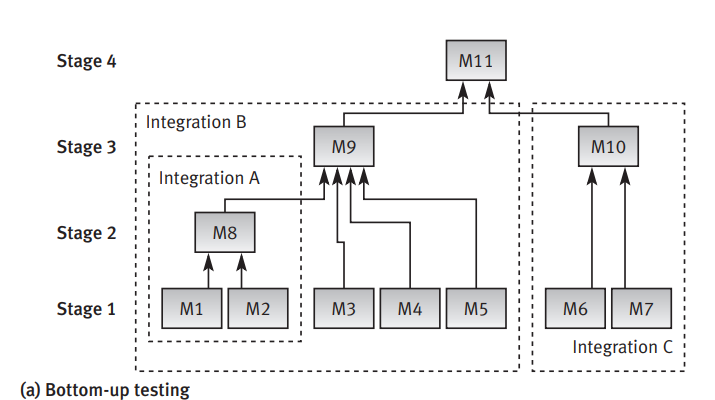 Stage 4
M11
Integration B
Stage 3
M9
M10
Integration A
Stage 2
M8
Stage 1
M1
M2
M3
M4
M5
M6
M7
Integration C
(a) Bottom-up testing